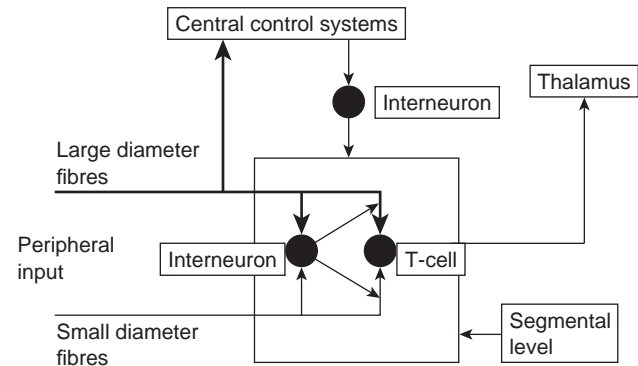 Central control systems
Thalamus
Interneuron
Large diameter
fibres
Peripheral
input
Interneuron
T-cell
Small diameter
fibres
Segmental
level